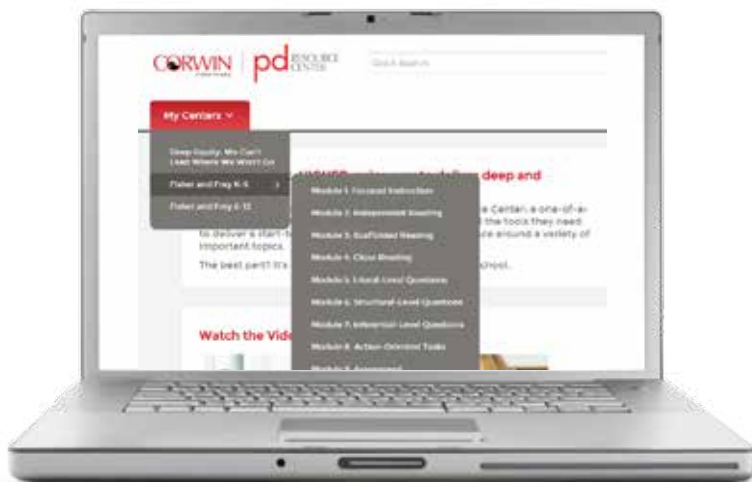 CORWIN | pd RESOURCE CENTER Quick Search
My Centers
Deep Equity: We Can't
Lead Where We Won't Go
Fisher and Frey K-5
Fisher and Frey 6-12
Module 1: Focused Instruction
Module 2: Independent Reading
Module 3: Scaffolded Reading
Module 4: Close Reading
Module 5: Literal-Level Questions
Module 6: Structural-Level Questions
Module 7: Inferential-Level Questions
Module 8: Action-Oriented Tasks
deep and
Center, a one-of-a-
the tools they need
to deliver a start-
around a variety of
important topics.
The best part? It's
school.
Watch the